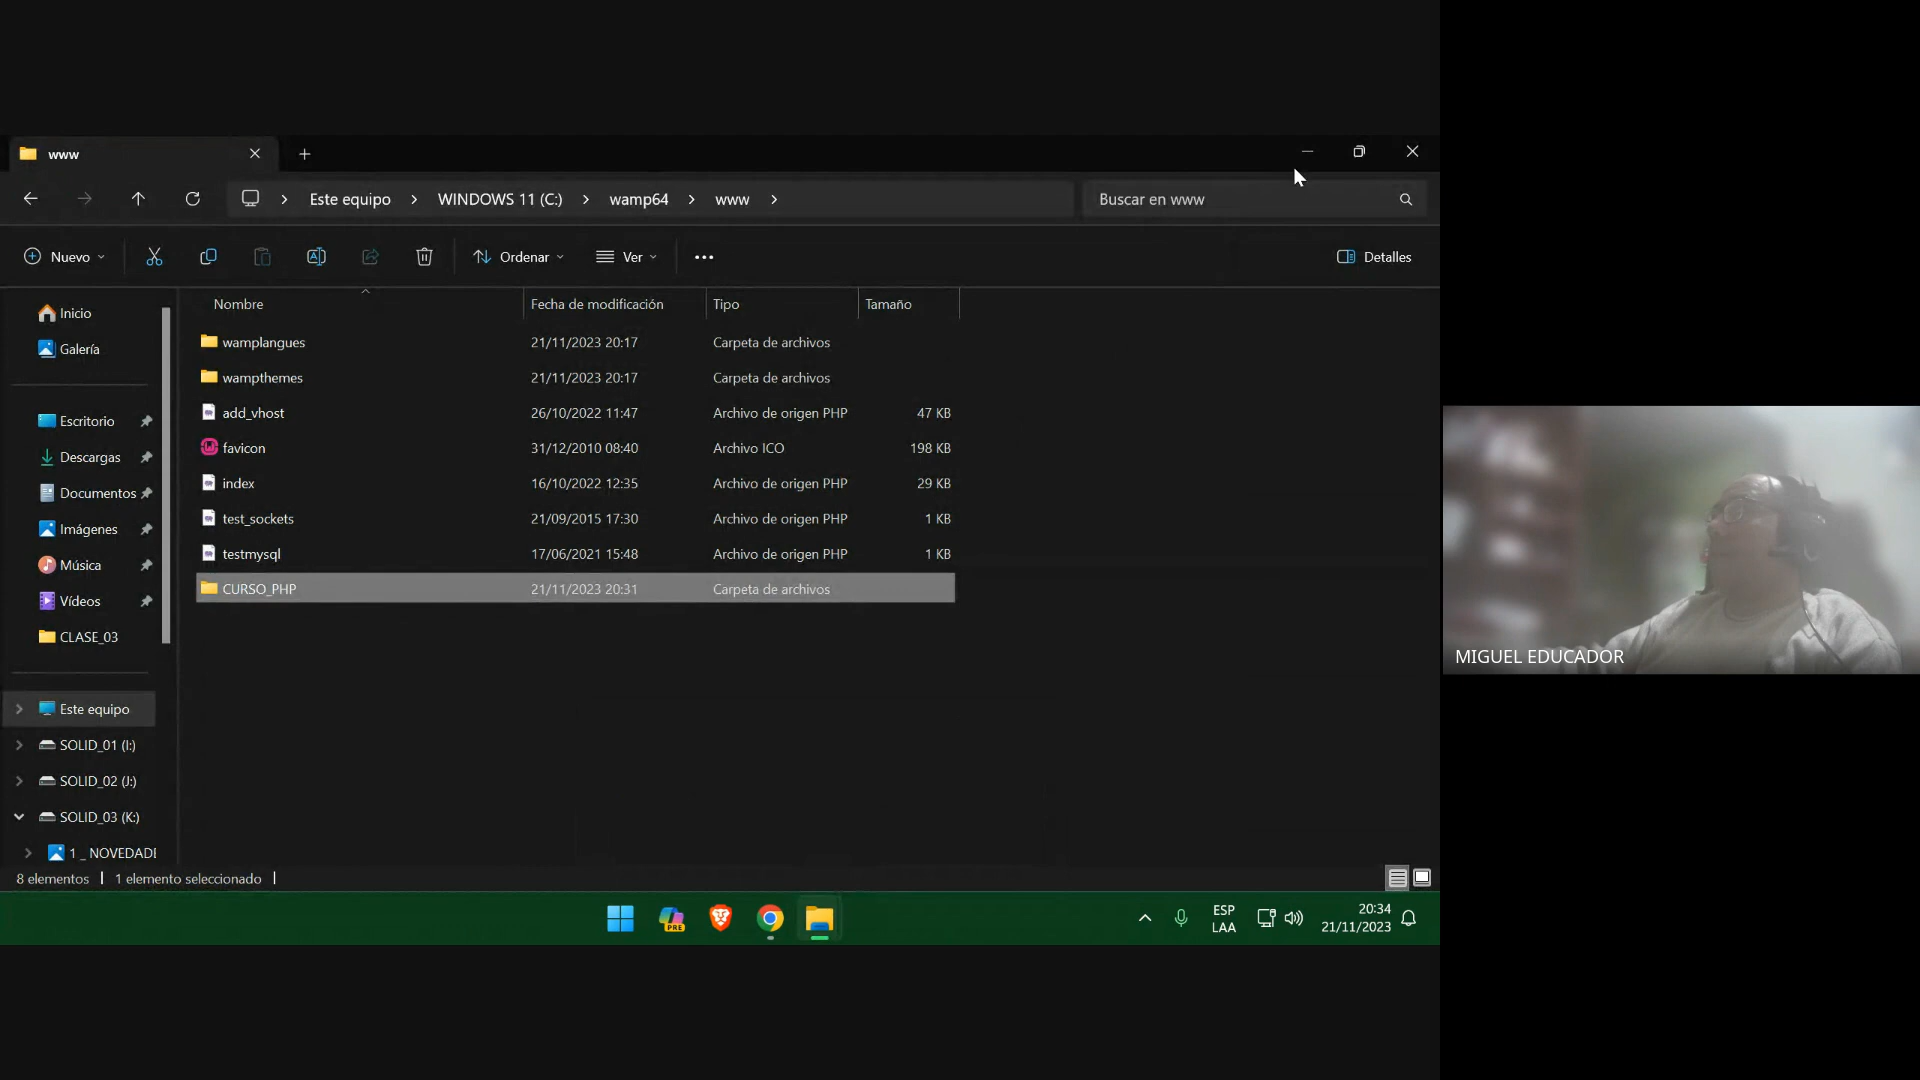 www
Este equipo > WINDOWS 11 (C:) > wamp64 > www >
Buscar en www
Nuevo
Ordenar
Ver
Detalles
Nombre Fecha de modificación Tipo Tamaño
wamplangues 21/11/2023 20:17 Carpeta de archivos
wampthemes 21/11/2023 20:17 Carpeta de archivos
add_vhost 26/10/2022 11:47 Archivo de origen PHP 47 KB
favicon 31/12/2010 08:40 Archivo ICO 198 KB
index 16/10/2022 12:35 Archivo de origen PHP 29 KB
test_sockets 21/09/2015 17:30 Archivo de origen PHP 1 KB
testmysql 17/06/2021 15:48 Archivo de origen PHP 1 KB
CURSO_PHP 21/11/2023 20:31 Carpeta de archivos
Inicio
Galería
Escritorio
Descargas
Documentos
Imágenes
Música
Vídeos
CLASE_03
Este equipo
SOLID_01 (I:)
SOLID_02 (J:)
SOLID_03 (K:)
1 _ NOVEDADE
8 elementos | 1 elemento seleccionado |
PRE
ESP
LAA
20:34
21/11/2023
MIGUEL EDUCADOR